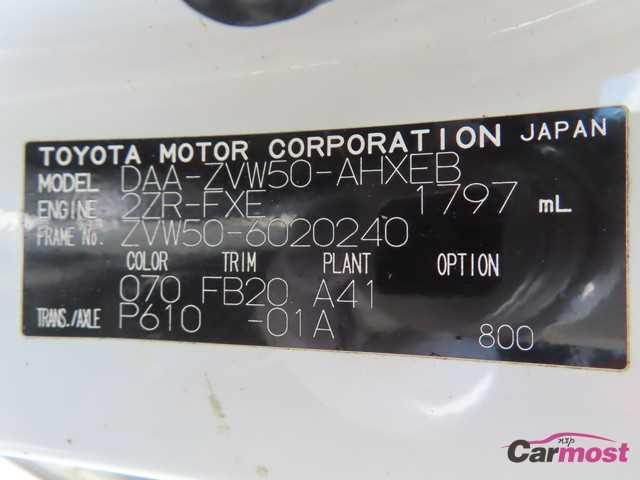 TOYOTA MOTOR CORPORATION JAPAN
MODEL DAA-ZVW50-AHXEB
ENGINE 2ZR-FXE 1797 mL
FRAME No. ZVW50-6020240
COLOR TRIM PLANT OPTION
070 FB20 A41
TRANS./AXLE P610 -01A 800
nxp
Carmost